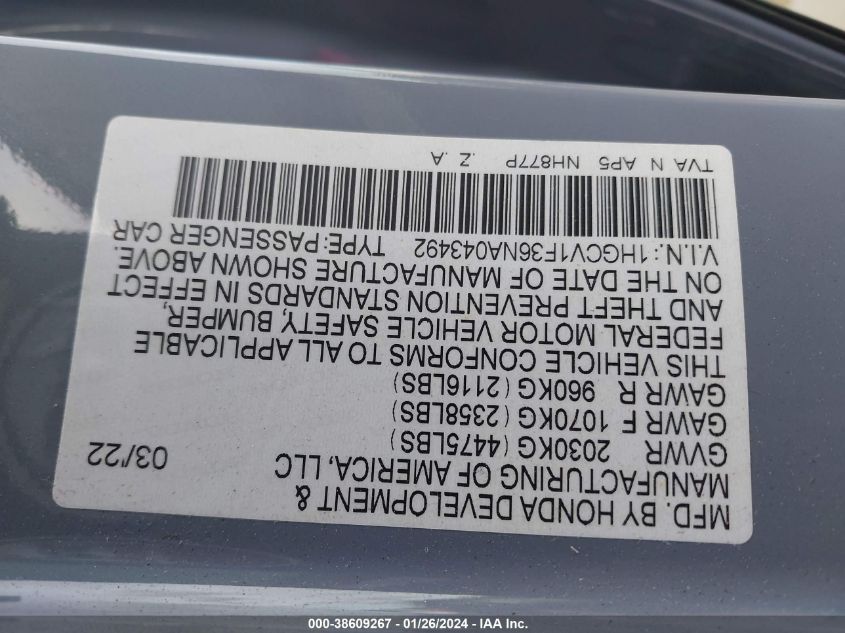 MFD. BY HONDA DEVELOPMENT &
MANUFACTURING OF AMERICA, LLC
03/'22
GVWR 2030KG (4475LBS)
GAWR F 1070KG (2358LBS)
GAWR R 960KG (2116LBS)
THIS VEHICLE CONFORMS TO ALL APPLICABLE
FEDERAL MOTOR VEHICLE SAFETY, BUMPER,
AND THEFT PREVENTION STANDARDS IN EFFECT
ON THE DATE OF MANUFACTURE SHOWN ABOVE.
V.I.N.: 1HGCV1F36NA043492 TYPE:PASSENGER CAR
TVA N AP5 NH877P .Z .A
000-38609267 - 01/26/2024 - IAA Inc.